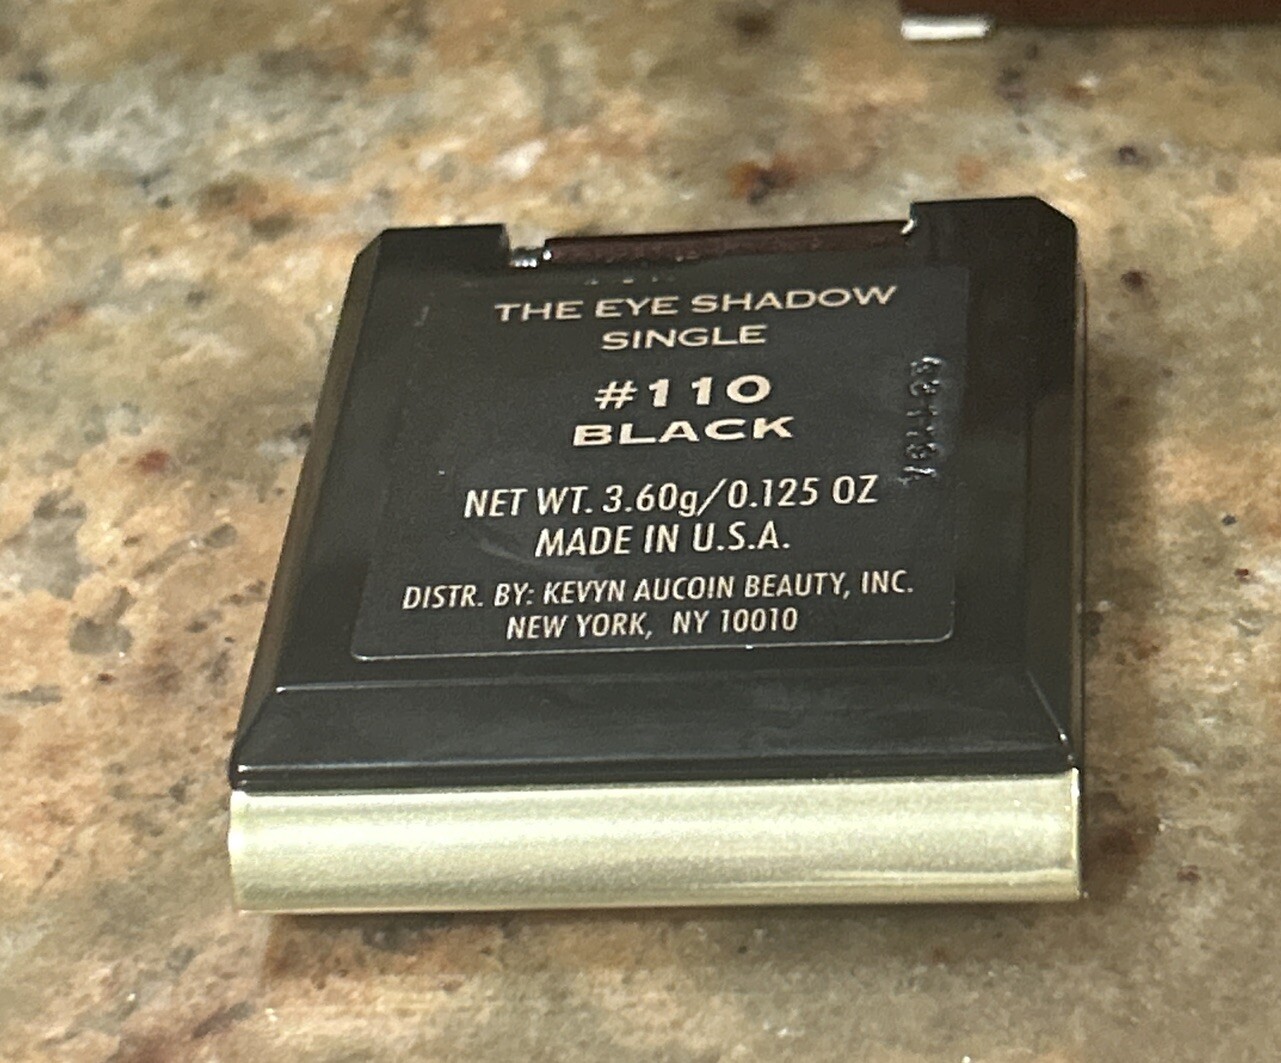 THE EYE SHADOW
SINGLE
#110
BLACK
NET WT. 3.60g/0.125 OZ
MADE IN U.S.A.
DISTR. BY: KEVYN AUCOIN BEAUTY, INC.
NEW YORK, NY 10010